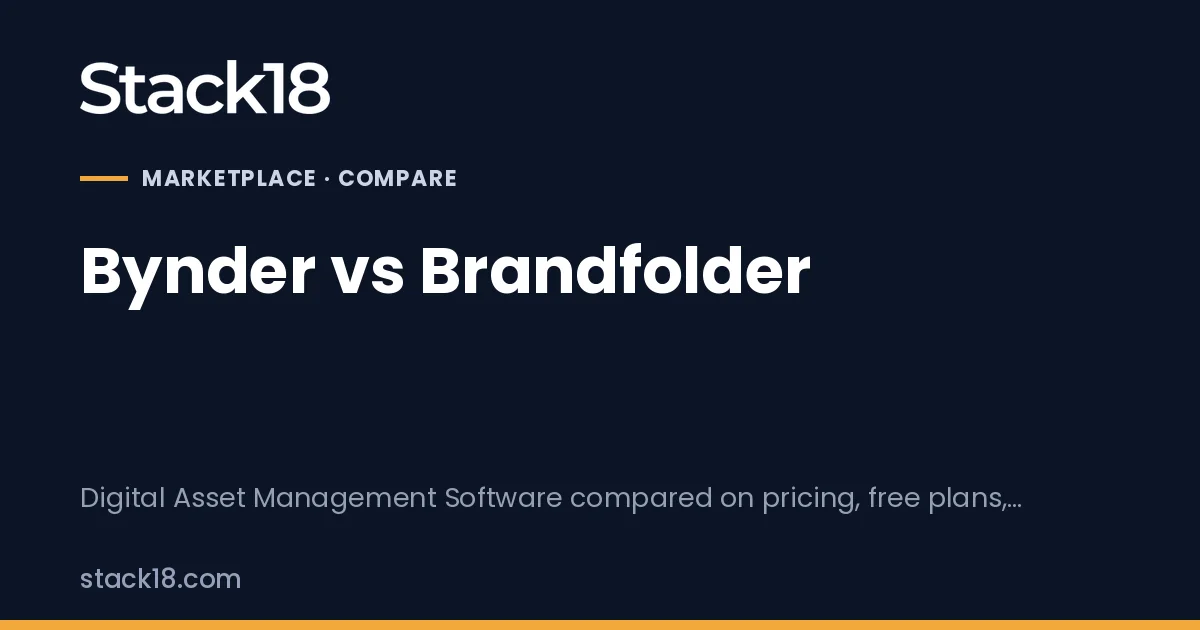 Stack18
MARKETPLACE · COMPARE
Bynder vs Brandfolder
Digital Asset Management Software compared on pricing, free plans,...
stack18.com